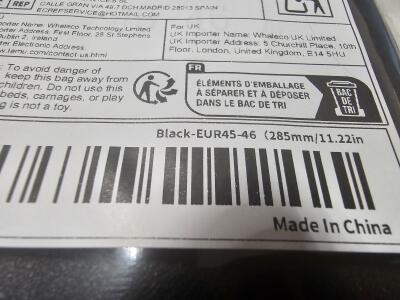 REP
CALLE GRAN VIA 48.7 DCH.MADRID 28013 SPAIN
ECREPSERVICE@HOTMAIL.COM
Name: Whaleco Technology Limited
Address: First Floor, 25 St Stephens
Dublin 2, Ireland
Electronic Address
.temu.com/contact-us.html
For UK
UK Importer Name: Whaleco UK Limited
UK Importer Address: 5 Churchill Place, 10th
Floor, London, United Kingdom, E14 5HU
To avoid danger of
keep this bag away from
children. Do not use this
beds, carriages, or play
is not a toy.
FR
ÉLÉMENTS D'EMBALLAGE
À SÉPARER ET À DÉPOSER
DANS LE BAC DE TRI
BAC
DE TRI
Black-EUR45-46 (285mm/11.22in
Made In China